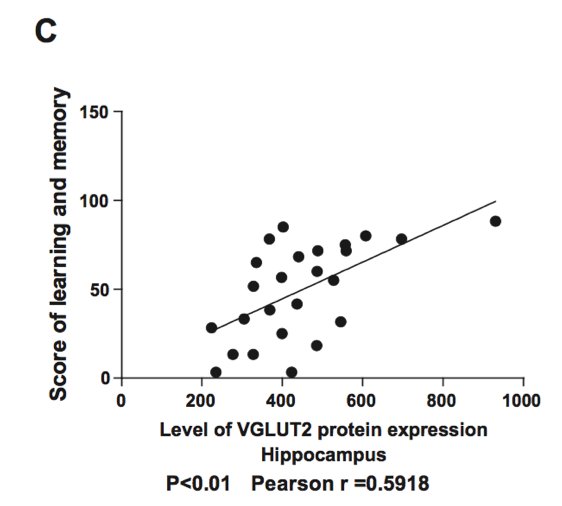 C
Score of learning and memory
150
100
50
0
0 200 400 600 800 1000
Level of VGLUT2 protein expression
Hippocampus
P<0.01 Pearson r =0.5918